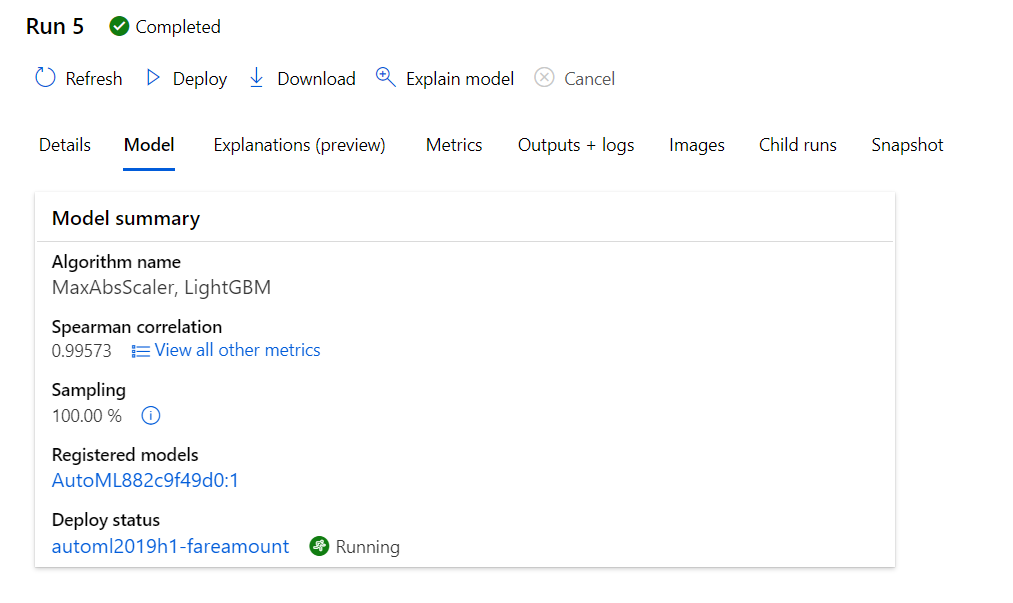 Run 5 Completed
Refresh Deploy Download Explain model Cancel
Details Model Explanations (preview) Metrics Outputs + logs Images Child runs Snapshot
Model summary
Algorithm name
MaxAbsScaler, LightGBM
Spearman correlation
0.99573 View all other metrics
Sampling
100.00 %
Registered models
AutoML882c9f49d0:1
Deploy status
automl2019h1-fareamount Running